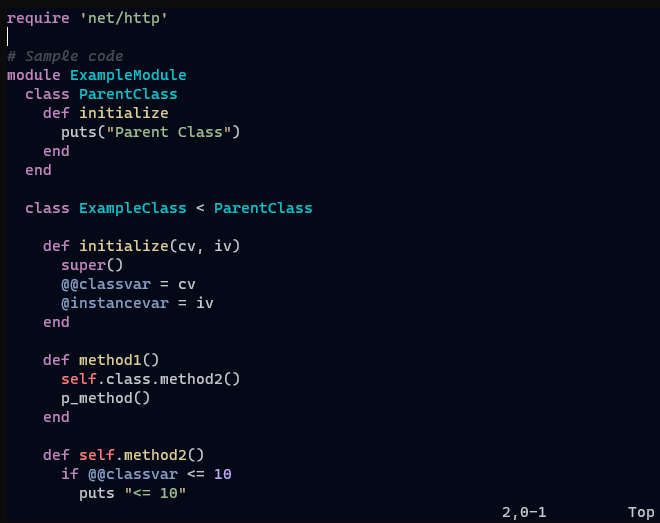 require 'net/http'

# Sample code
module ExampleModule
  class ParentClass
    def initialize
      puts("Parent Class")
    end
  end

  class ExampleClass < ParentClass

    def initialize(cv, iv)
      super()
      @@classvar = cv
      @instancevar = iv
    end

    def method1()
      self.class.method2()
      p_method()
    end

    def self.method2()
      if @@classvar <= 10
        puts "<= 10"
2,0-1 Top